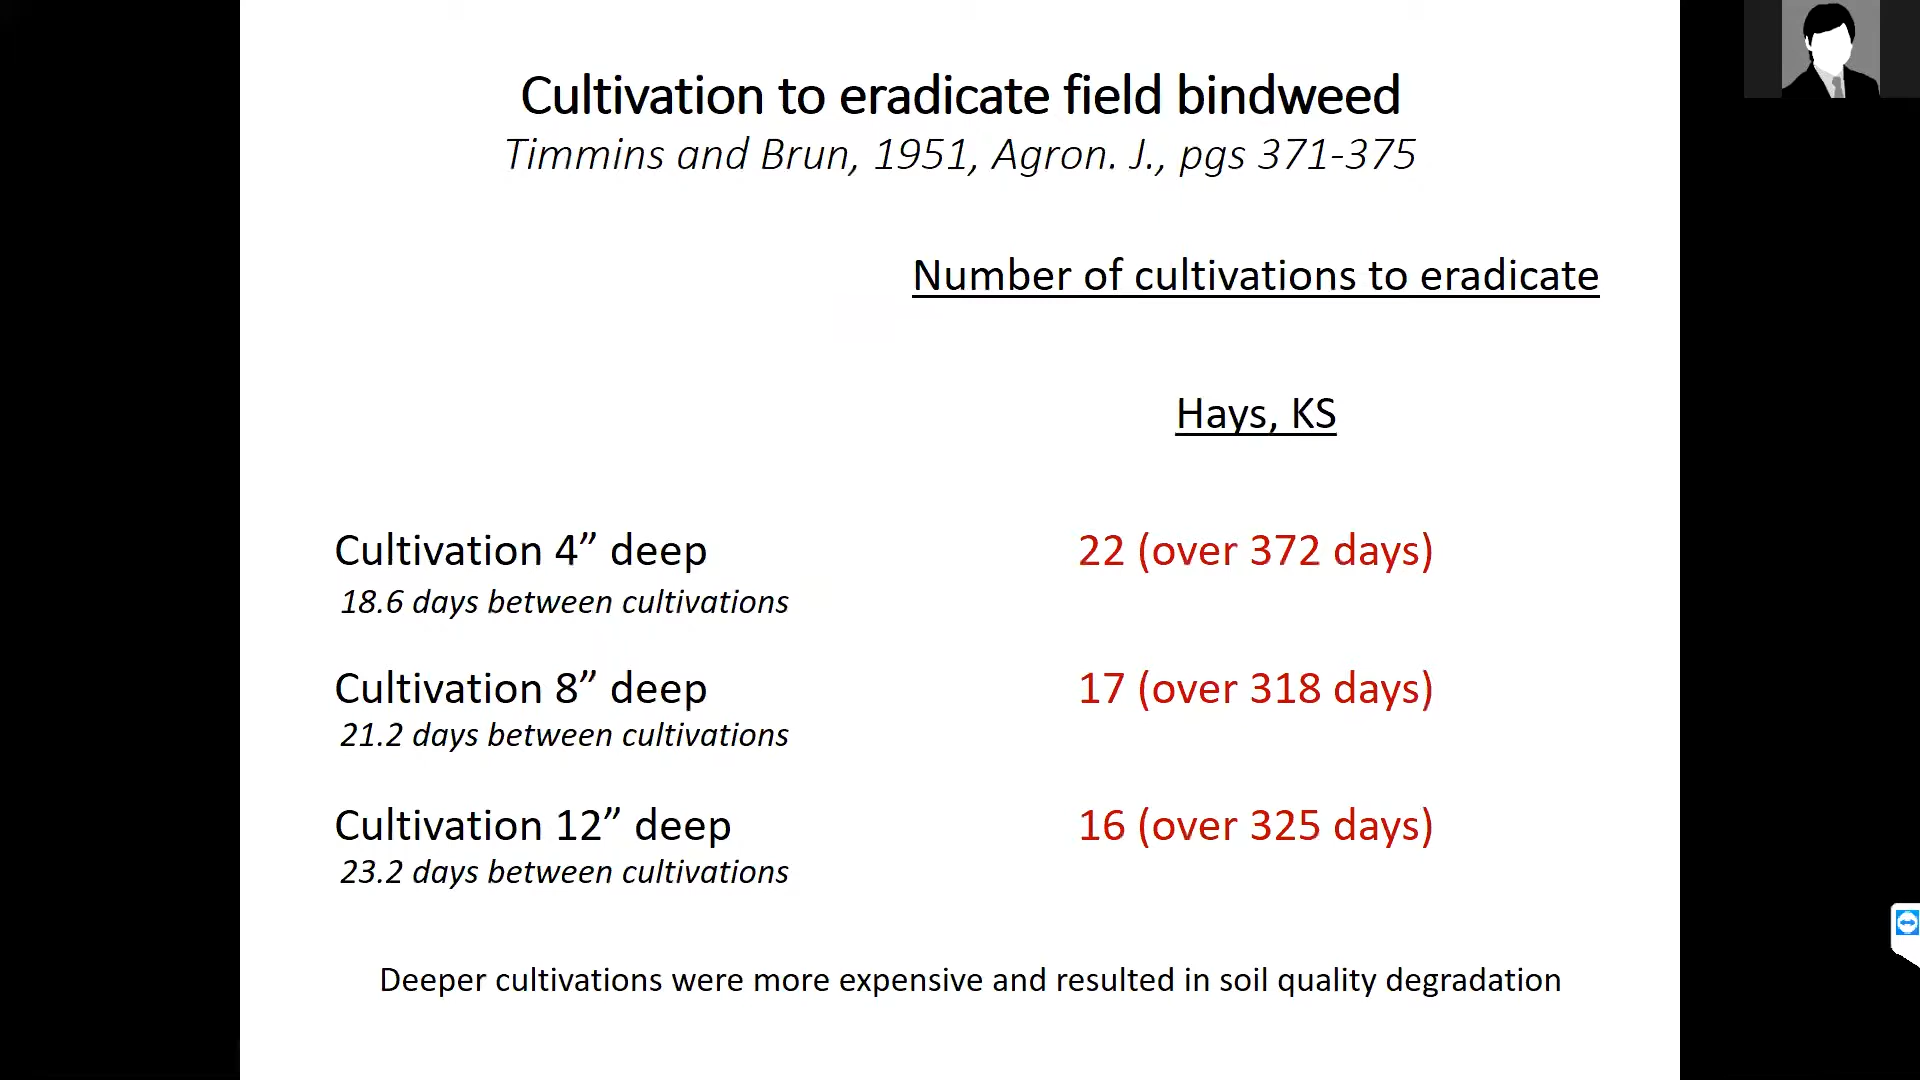 Cultivation to eradicate field bindweed
Timmins and Brun, 1951, Agron. J., pgs 371-375
Number of cultivations to eradicate
Hays, KS
Cultivation 4” deep
22 (over 372 days)
18.6 days between cultivations
Cultivation 8” deep
17 (over 318 days)
21.2 days between cultivations
Cultivation 12” deep
16 (over 325 days)
23.2 days between cultivations
Deeper cultivations were more expensive and resulted in soil quality degradation